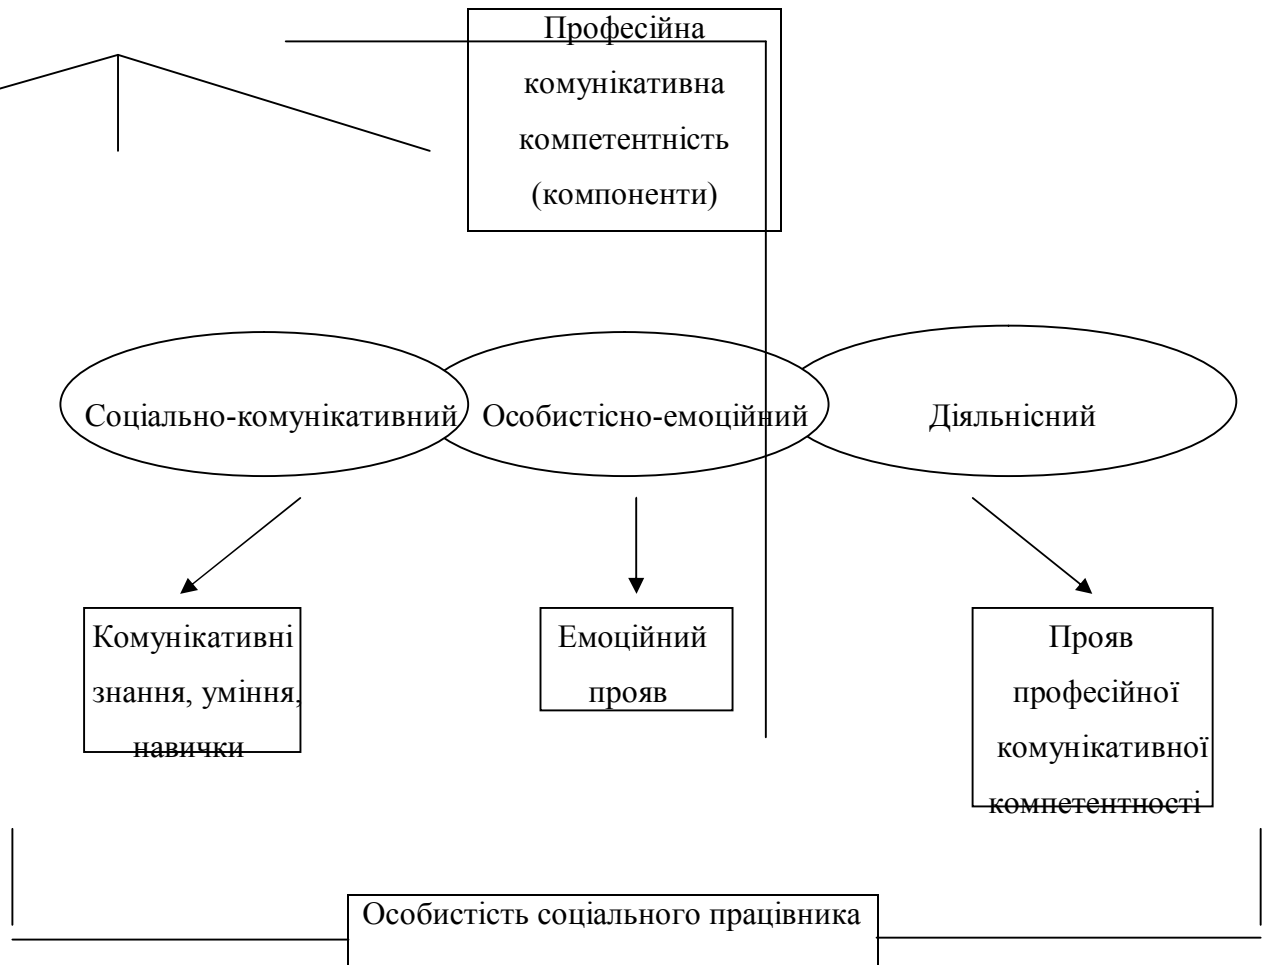 Професійна
комунікативна
компетентність
(компоненти)
Соціально-комунікативний Особистісно-емоційний Діяльнісний
Комунікативні
знання, уміння,
навички
Емоційний
прояв
Прояв
професійної
комунікативної
компетентності
Особистість соціального працівника